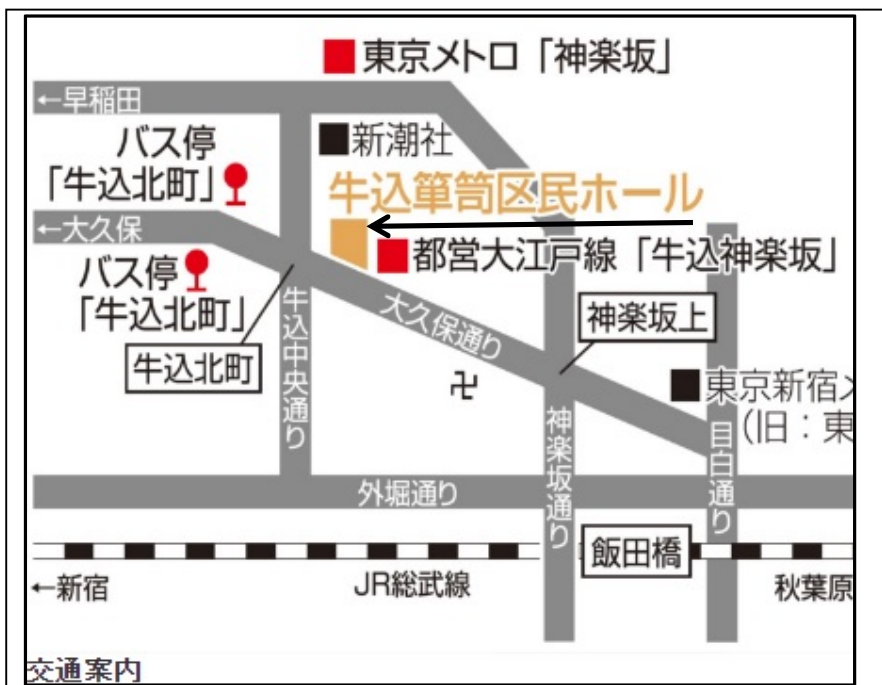 ■東京メトロ「神楽坂」
←早稲田
バス停
「牛込北町」
■新潮社
牛込箪笥区民ホール
←大久保
■都営大江戸線「牛込神楽坂」
バス停
「牛込北町」
牛込北町
牛込中央通り
大久保通り
神楽坂上
卍
■東京新宿メ
(旧:東
神楽坂通り
目白通り
外堀通り
飯田橋
←新宿
JR総武線
秋葉原
交通案内